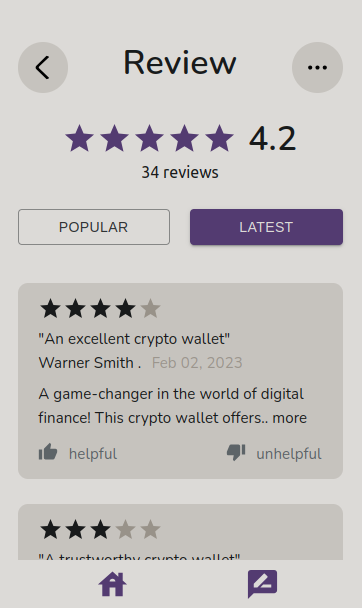 Review
4.2
34 reviews
POPULAR
LATEST
"An excellent crypto wallet"
Warner Smith . Feb 02, 2023
A game-changer in the world of digital
finance! This crypto wallet offers.. more
helpful
unhelpful
"A trustworthy crypto wallet"